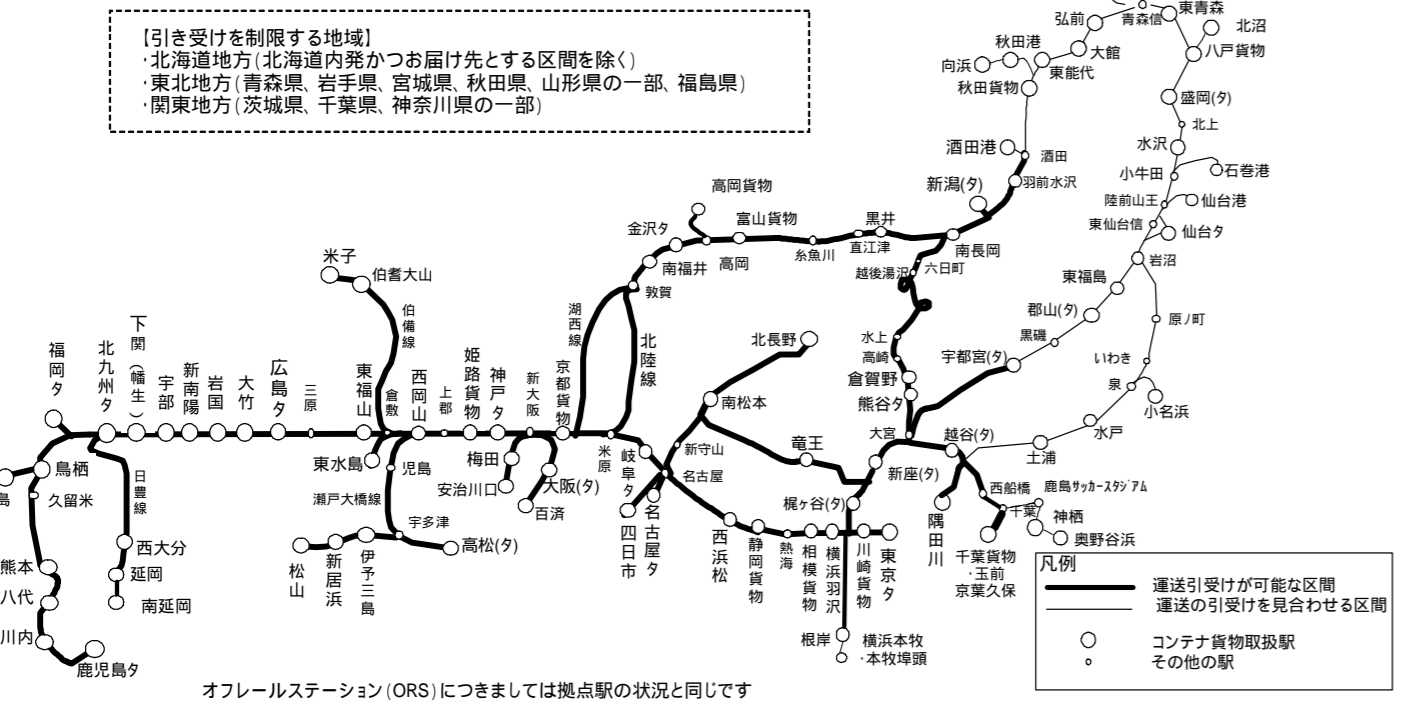 【引き受けを制限する地域】
・北海道地方(北海道内発かつお届け先とする区間を除く)
・東北地方(青森県、岩手県、宮城県、秋田県、山形県の一部、福島県)
・関東地方(茨城県、千葉県、神奈川県の一部)
青森信
東青森
弘前
北沼
大館
八戸貨物
秋田港
向浜
東能代
秋田貨物
盛岡(タ)
北上
水沢
酒田港
酒田
小牛田
石巻港
新潟(タ)
羽前水沢
陸前山王
仙台港
東仙台信
仙台タ
高岡貨物
金沢タ
富山貨物
黒井
南福井
高岡
糸魚川
直江津
南長岡
岩沼
敦賀
越後湯沢
六日町
東福島
米子
伯耆大山
伯備線
湖西線
北陸線
郡山(タ)
原ノ町
黒磯
北長野
水上
高崎
宇都宮(タ)
いわき
泉
倉賀野
小名浜
熊谷タ
福岡タ
北九州タ
下関(幡生)
宇部
新南陽
岩国
大竹
広島タ
三原
東福山
倉敷
西岡山
上郡
姫路貨物
神戸タ
新大阪
京都貨物
米原
岐阜タ
南松本
新守山
名古屋
竜王
大宮
越谷(タ)
水戸
土浦
新座(タ)
鳥栖
島
久留米
日豊線
東水島
児島
瀬戸大橋線
宇多津
梅田
安治川口
大阪(タ)
百済
四日市
名古屋タ
西浜松
静岡貨物
熱海
相模貨物
横浜羽沢
川崎貨物
東京タ
梶ヶ谷(タ)
隅田川
西船橋
鹿島サッカースタジアム
千葉
神栖
奥野谷浜
千葉貨物
・玉前
京葉久保
西大分
延岡
南延岡
熊本
八代
川内
鹿児島タ
松山
新居浜
伊予三島
高松(タ)
根岸
横浜本牧
・本牧埠頭
凡例
運送引受けが可能な区間
運送の引受けを見合わせる区間
コンテナ貨物取扱駅
その他の駅
オフレールステーション(ORS)につきましては拠点駅の状況と同じです